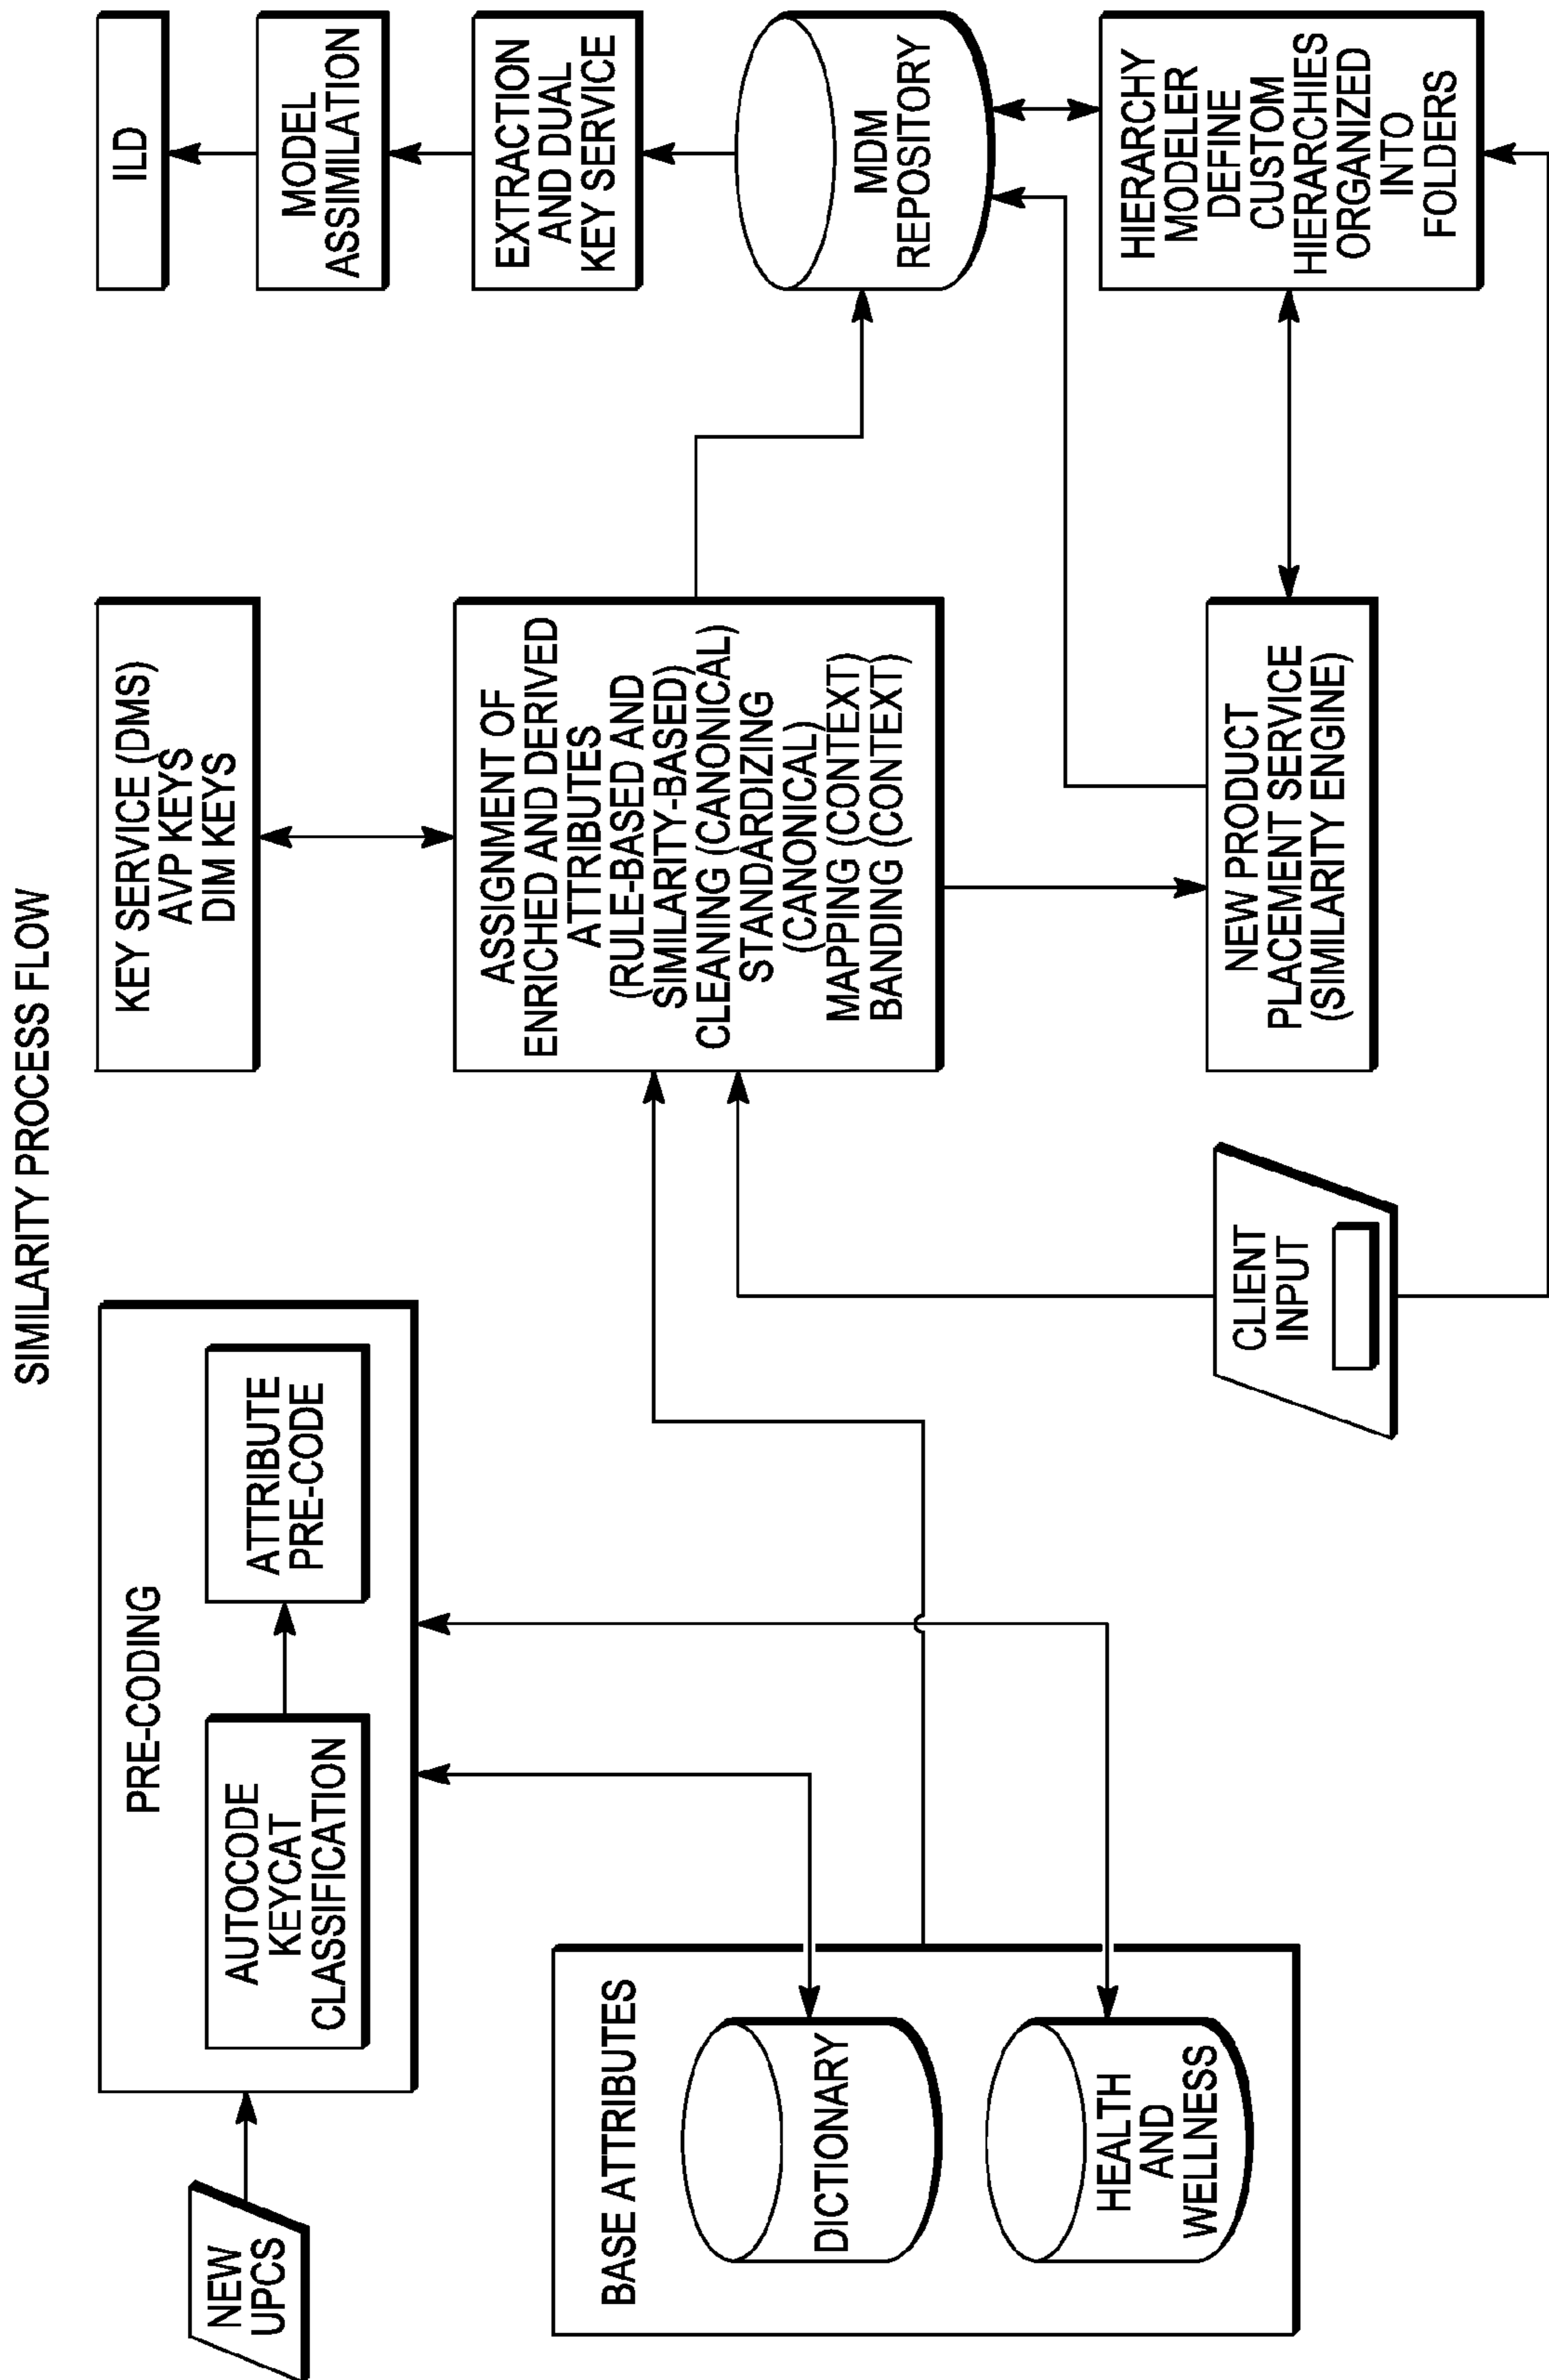 SIMILARITY PROCESS FLOW
NEW
UPCS
PRE-CODING
AUTOCODE
KEYCAT
CLASSIFICATION
ATTRIBUTE
PRE-CODE
BASE ATTRIBUTES
DICTIONARY
HEALTH
AND
WELLNESS
CLIENT
INPUT
KEY SERVICE (DMS)
AVP KEYS
DIM KEYS
ASSIGNMENT OF
ENRICHED AND DERIVED
ATTRIBUTES
(RULE-BASED AND
SIMILARITY-BASED)
CLEANING (CANONICAL)
STANDARDIZING
(CANONICAL)
MAPPING (CONTEXT)
BANDING (CONTEXT)
NEW PRODUCT
PLACEMENT SERVICE
(SIMILARITY ENGINE)
ILD
MODEL
ASSIMILATION
EXTRACTION
AND DUAL
KEY SERVICE
MDM
REPOSITORY
HIERARCHY
MODELER
DEFINE
CUSTOM
HIERARCHIES
ORGANIZED
INTO
FOLDERS